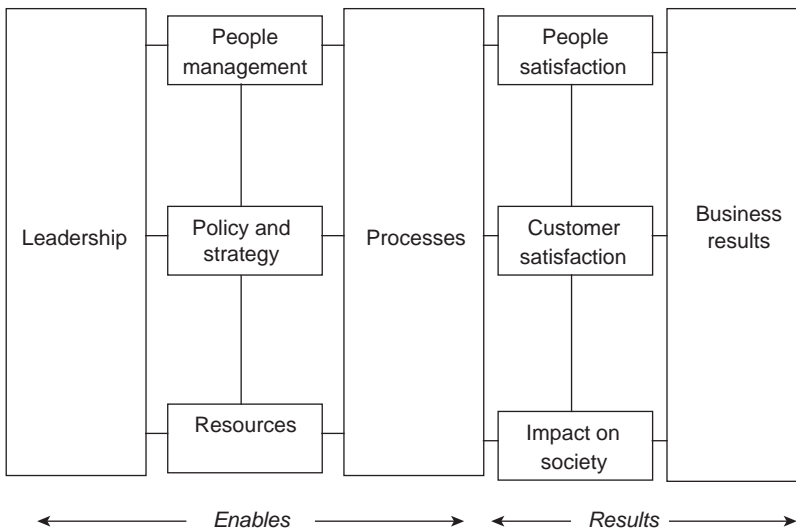 People
management
People
satisfaction
Leadership
Policy and
strategy
Processes
Customer
satisfaction
Business
results
Resources
Impact on
society
Enables
Results